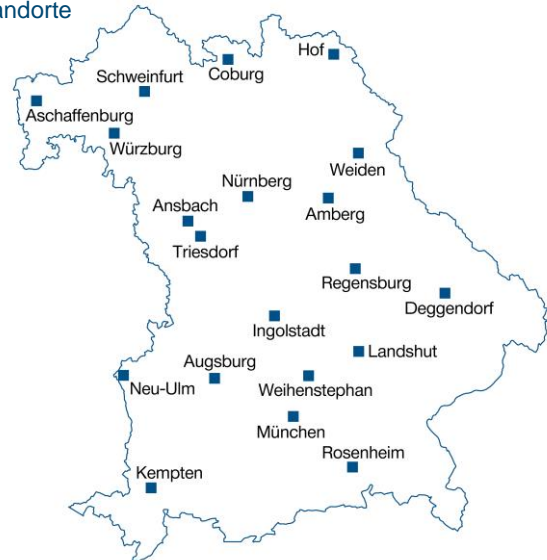 andorte
Hof
Coburg
Schweinfurt
Aschaffenburg
Würzburg
Weiden
Nürnberg
Ansbach
Amberg
Triesdorf
Regensburg
Deggendorf
Ingolstadt
Landshut
Augsburg
Neu-Ulm
Weihenstephan
München
Rosenheim
Kempten